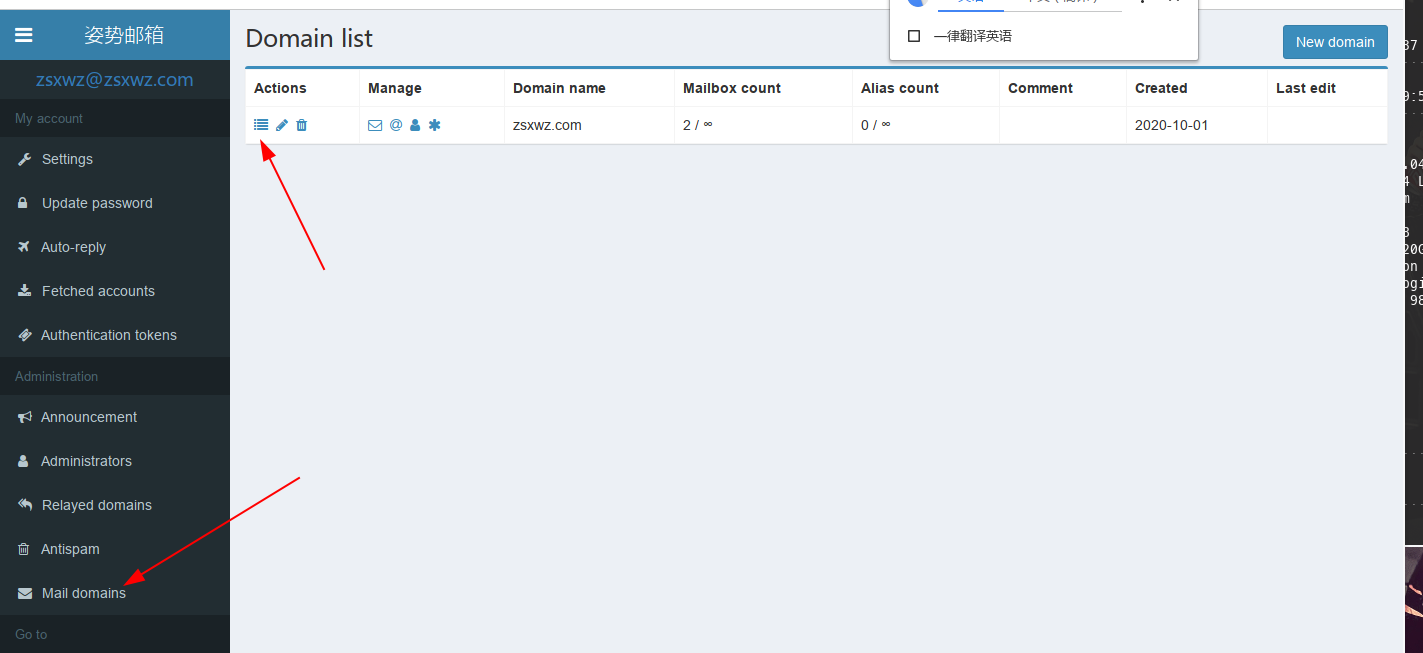 姿势邮箱
zsxwz@zsxwz.com
My account
Settings
Update password
Auto-reply
Fetched accounts
Authentication tokens
Administration
Announcement
Administrators
Relayed domains
Antispam
Mail domains
Go to
Domain list
一律翻译英语
New domain
Actions Manage Domain name Mailbox count Alias count Comment Created Last edit
zsxwz.com 2 / ∞ 0 / ∞ 2020-10-01